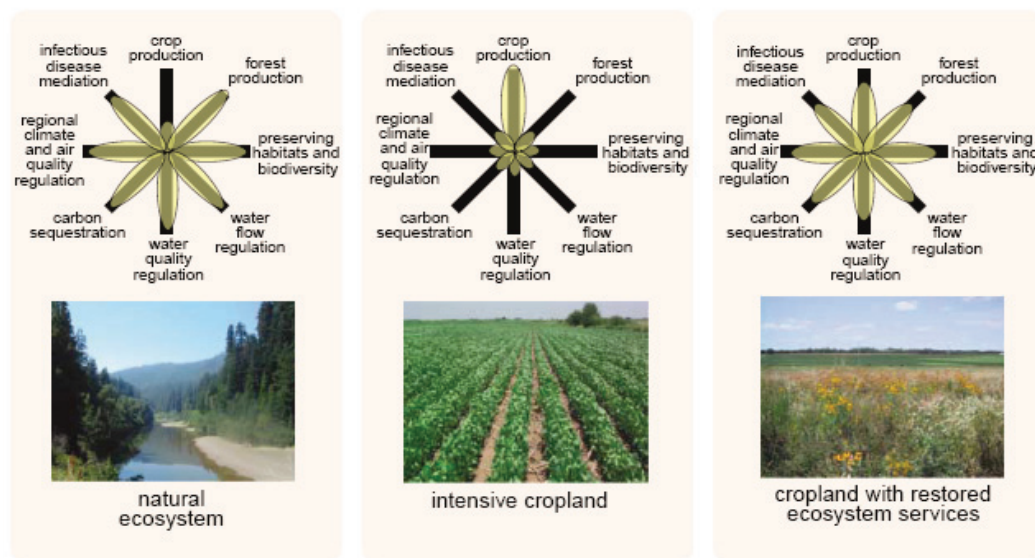 crop
production
infectious
disease
mediation
forest
production
regional
climate
and air
quality
regulation
preserving
habitats and
biodiversity
carbon
sequestration
water
quality
regulation
water
flow
regulation
natural
ecosystem
crop
production
infectious
disease
mediation
forest
production
regional
climate
and air
quality
regulation
preserving
habitats and
biodiversity
carbon
sequestration
water
quality
regulation
water
flow
regulation
intensive cropland
crop
production
infectious
disease
mediation
forest
production
regional
climate
and air
quality
regulation
preserving
habitats and
biodiversity
carbon
sequestration
water
quality
regulation
water
flow
regulation
cropland with restored
ecosystem services